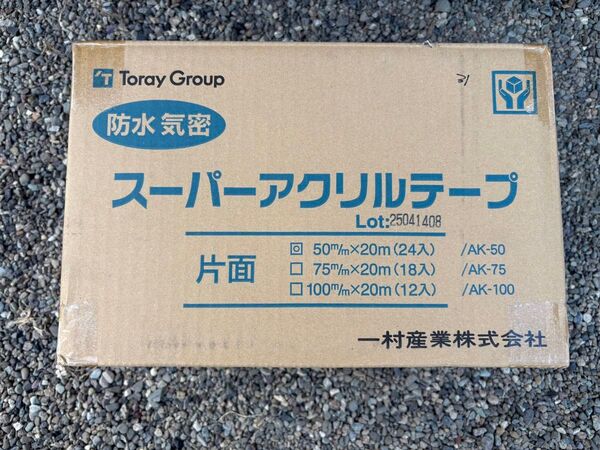 Toray Group
防水 気密
スーパーアクリルテープ
Lot:25041408
片面
50m/m×20m(24入) /AK-50
75m/m×20m(18入) /AK-75
100m/m×20m(12入) /AK-100
一村産業株式会社